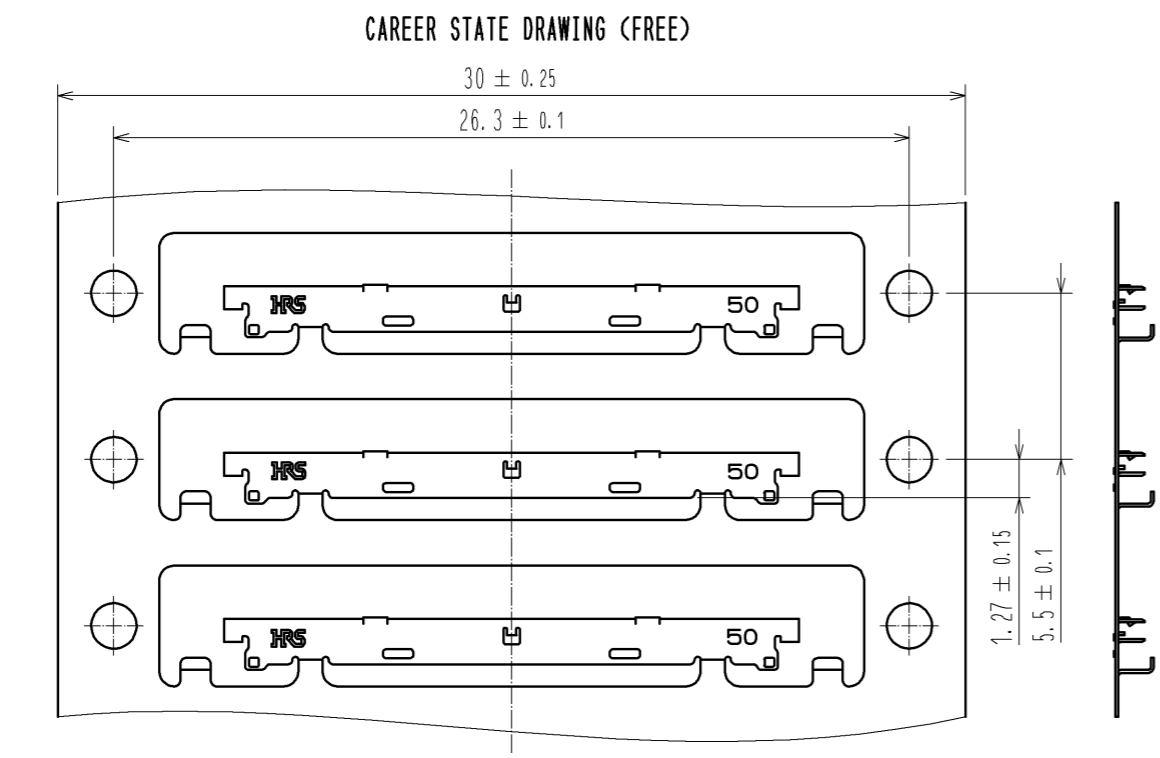 CAREER STATE DRAWING (FREE)
30 ± 0.25
26.3 ± 0.1
HRS 50
HRS 50
1.27 ± 0.15
5.5 ± 0.1
HRS 50